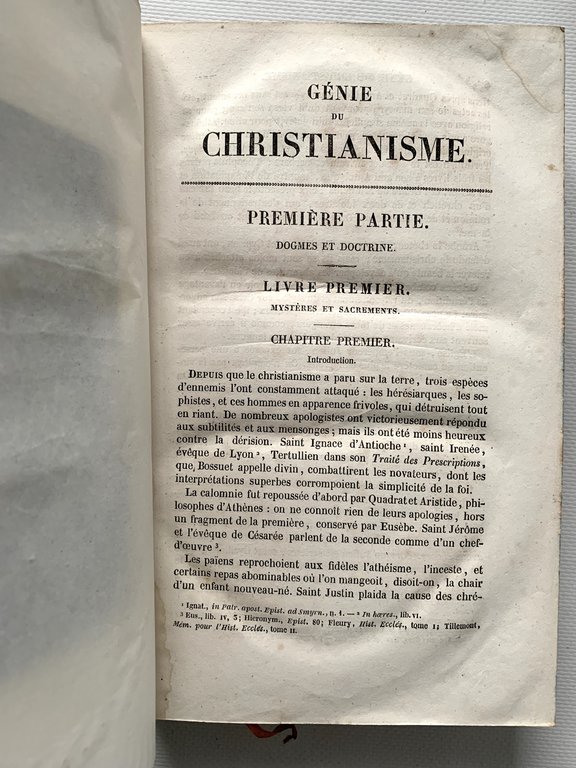 GÉNIE
DU
CHRISTIANISME.
PREMIÈRE PARTIE.
DOGMES ET DOCTRINE.
LIVRE PREMIER.
MYSTÈRES ET SACREMENTS.
CHAPITRE PREMIER.
Introduction.
DEPUIS que le christianisme a paru sur la terre, trois espèces
d'ennemis l'ont constamment attaqué : les hérésiarques, les so-
phistes, et ces hommes en apparence frivoles, qui détruisent tout
en riant. De nombreux apologistes ont victorieusement répondu
aux subtilités et aux mensonges ; mais ils ont été moins heureux
contre la dérision. Saint Ignace d'Antioche ¹, saint Irénée,
évêque de Lyon ², Tertullien dans son Traité des Prescriptions,
que Bossuet appelle divin, combattirent les novateurs, dont les
interprétations superbes corrompoient la simplicité de la foi.
La calomnie fut repoussée d'abord par Quadrat et Aristide, phi-
losophes d'Athènes : on ne connoît rien de leurs apologies, hors
un fragment de la première, conservé par Eusèbe. Saint Jérôme
et l'évêque de Césarée parlent de la seconde comme d'un chef-
d'œuvre ³.
Les païens reprochoient aux fidèles l'athéisme, l'inceste, et
certains repas abominables où l'on mangeoit, disoit-on, la chair
d'un enfant nouveau-né. Saint Justin plaida la cause des chré-
¹ Ignat., in Patr. apost. Epist. ad Smyrn., n. 1. — ² In hæres., lib. VI.
³ Eus., lib. IV, 3; Hieronym., Epist. 80; Fleury, Hist. Ecclés., tome I; Tillemont,
Mém. pour l'Hist. Ecclés., tome II.